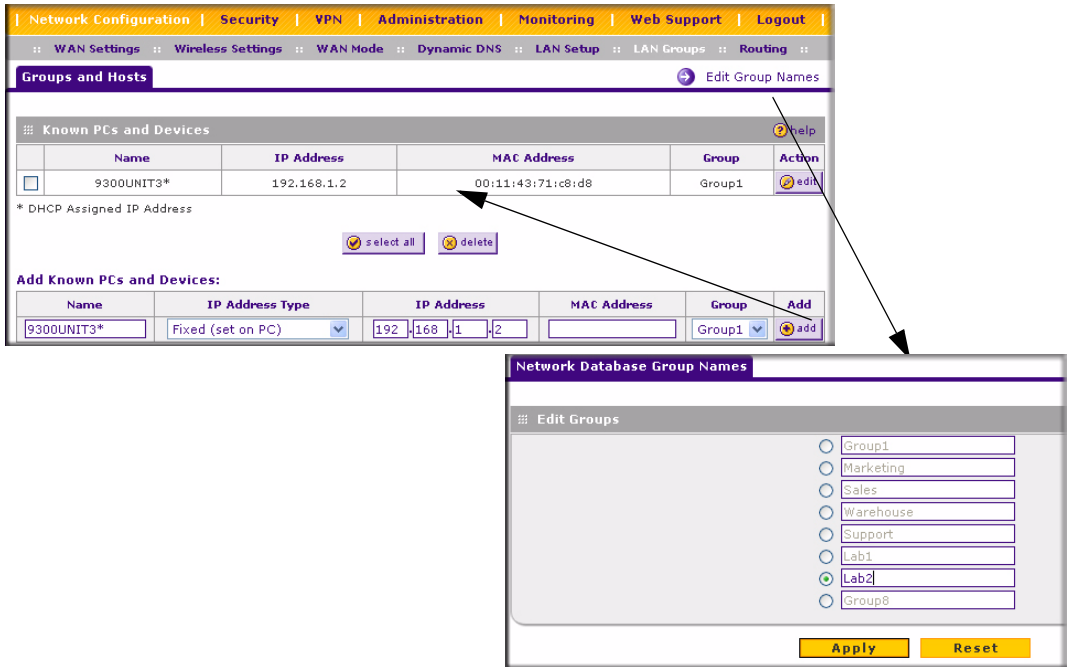 | Network Configuration | Security | VPN | Administration | Monitoring | Web Support | Logout |
:: WAN Settings :: Wireless Settings :: WAN Mode :: Dynamic DNS :: LAN Setup :: LAN Groups :: Routing ::
Groups and Hosts Edit Group Names
Known PCs and Devices help
Name IP Address MAC Address Group Action
9300UNIT3* 192.168.1.2 00:11:43:71:c8:d8 Group1 edit
* DHCP Assigned IP Address
select all delete
Add Known PCs and Devices:
Name IP Address Type IP Address MAC Address Group Add
9300UNIT3* Fixed (set on PC) 192 .168 .1 .2 Group1 add
Network Database Group Names
Edit Groups
Group1
Marketing
Sales
Warehouse
Support
Lab1
Lab2
Group8
Apply Reset